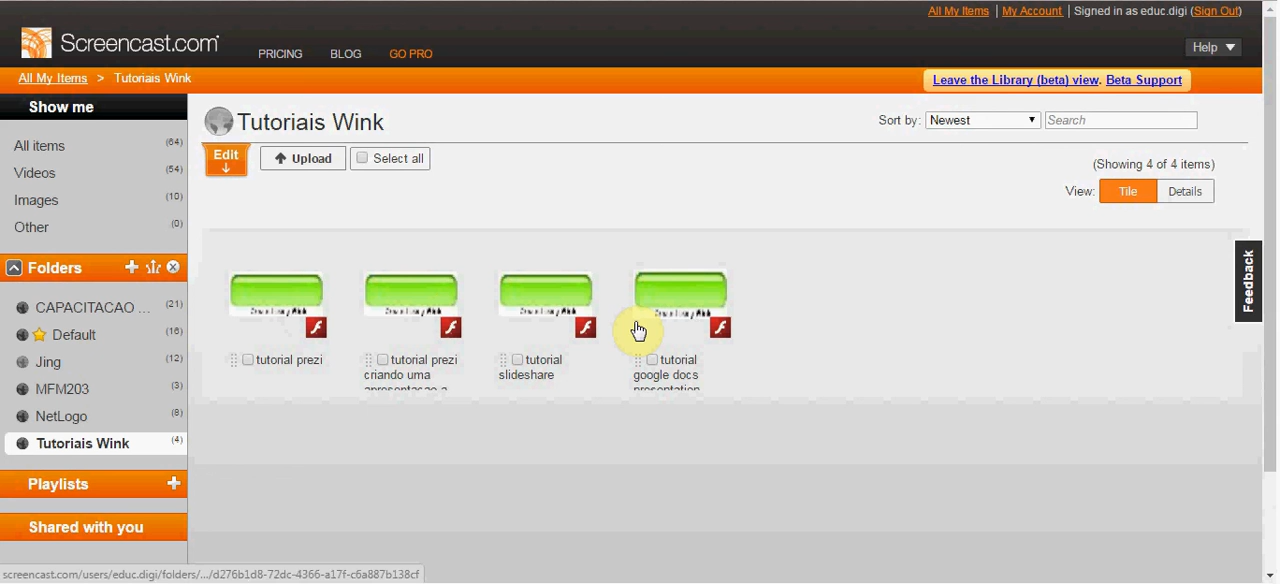 All My Items | My Account | Signed in as educ.digi (Sign Out)
Screencast.com
PRICING BLOG GO PRO
Help ▼
All My Items > Tutoriais Wink
Leave the Library (beta) view. Beta Support
Show me
All items (64)
Videos (54)
Images (10)
Other (0)
Folders
CAPACITACAO ... (21)
Default (16)
Jing (12)
MFM203 (3)
NetLogo (8)
Tutoriais Wink (4)
Playlists
Shared with you
Tutoriais Wink
Sort by: Newest Search
Edit
Upload
Select all
(Showing 4 of 4 items)
View: Tile Details
tutorial prezi
tutorial prezi
criando uma
apresentacao a
tutorial
slideshare
tutorial
google docs
presentation
Feedback
screencast.com/users/educ.digi/folders/.../d276b1d8-72dc-4366-a17f-c6a887b138cf